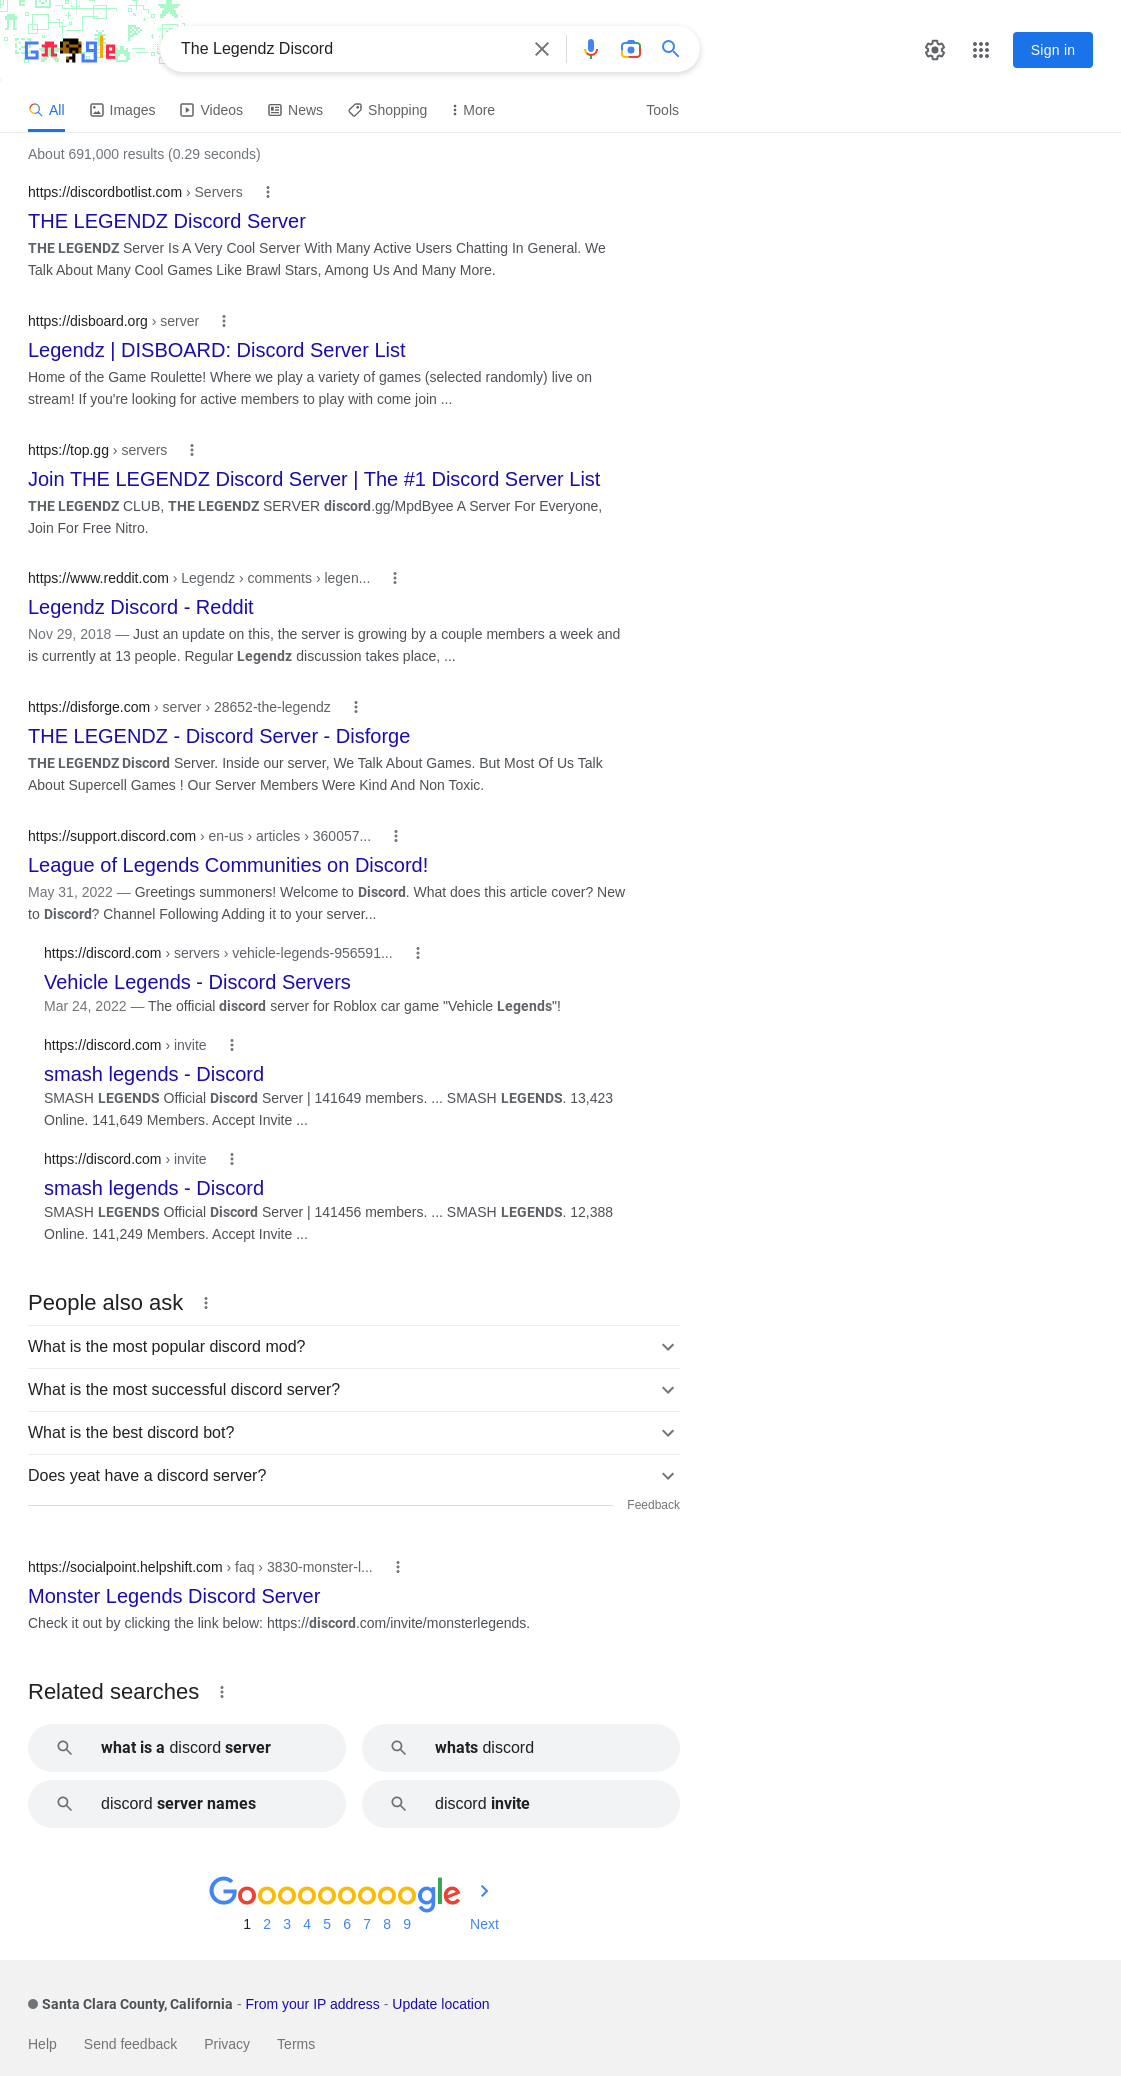 Google
The Legendz Discord
Sign in
All Images Videos News Shopping More Tools
About 691,000 results (0.29 seconds)
https://discordbotlist.com › Servers
THE LEGENDZ Discord Server
THE LEGENDZ Server Is A Very Cool Server With Many Active Users Chatting In General. We
Talk About Many Cool Games Like Brawl Stars, Among Us And Many More.
https://disboard.org › server
Legendz | DISBOARD: Discord Server List
Home of the Game Roulette! Where we play a variety of games (selected randomly) live on
stream! If you're looking for active members to play with come join ...
https://top.gg › servers
Join THE LEGENDZ Discord Server | The #1 Discord Server List
THE LEGENDZ CLUB, THE LEGENDZ SERVER discord.gg/MpdByee A Server For Everyone,
Join For Free Nitro.
https://www.reddit.com › Legendz › comments › legen...
Legendz Discord - Reddit
Nov 29, 2018 — Just an update on this, the server is growing by a couple members a week and
is currently at 13 people. Regular Legendz discussion takes place, ...
https://disforge.com › server › 28652-the-legendz
THE LEGENDZ - Discord Server - Disforge
THE LEGENDZ Discord Server. Inside our server, We Talk About Games. But Most Of Us Talk
About Supercell Games ! Our Server Members Were Kind And Non Toxic.
https://support.discord.com › en-us › articles › 360057...
League of Legends Communities on Discord!
May 31, 2022 — Greetings summoners! Welcome to Discord. What does this article cover? New
to Discord? Channel Following Adding it to your server...
https://discord.com › servers › vehicle-legends-956591...
Vehicle Legends - Discord Servers
Mar 24, 2022 — The official discord server for Roblox car game "Vehicle Legends"!
https://discord.com › invite
smash legends - Discord
SMASH LEGENDS Official Discord Server | 141649 members. ... SMASH LEGENDS. 13,423
Online. 141,649 Members. Accept Invite ...
https://discord.com › invite
smash legends - Discord
SMASH LEGENDS Official Discord Server | 141456 members. ... SMASH LEGENDS. 12,388
Online. 141,249 Members. Accept Invite ...
People also ask
What is the most popular discord mod?
What is the most successful discord server?
What is the best discord bot?
Does yeat have a discord server?
Feedback
https://socialpoint.helpshift.com › faq › 3830-monster-l...
Monster Legends Discord Server
Check it out by clicking the link below: https://discord.com/invite/monsterlegends.
Related searches
what is a discord server
whats discord
discord server names
discord invite
Goooooooooogle
1 2 3 4 5 6 7 8 9 Next
Santa Clara County, California - From your IP address - Update location
Help Send feedback Privacy Terms